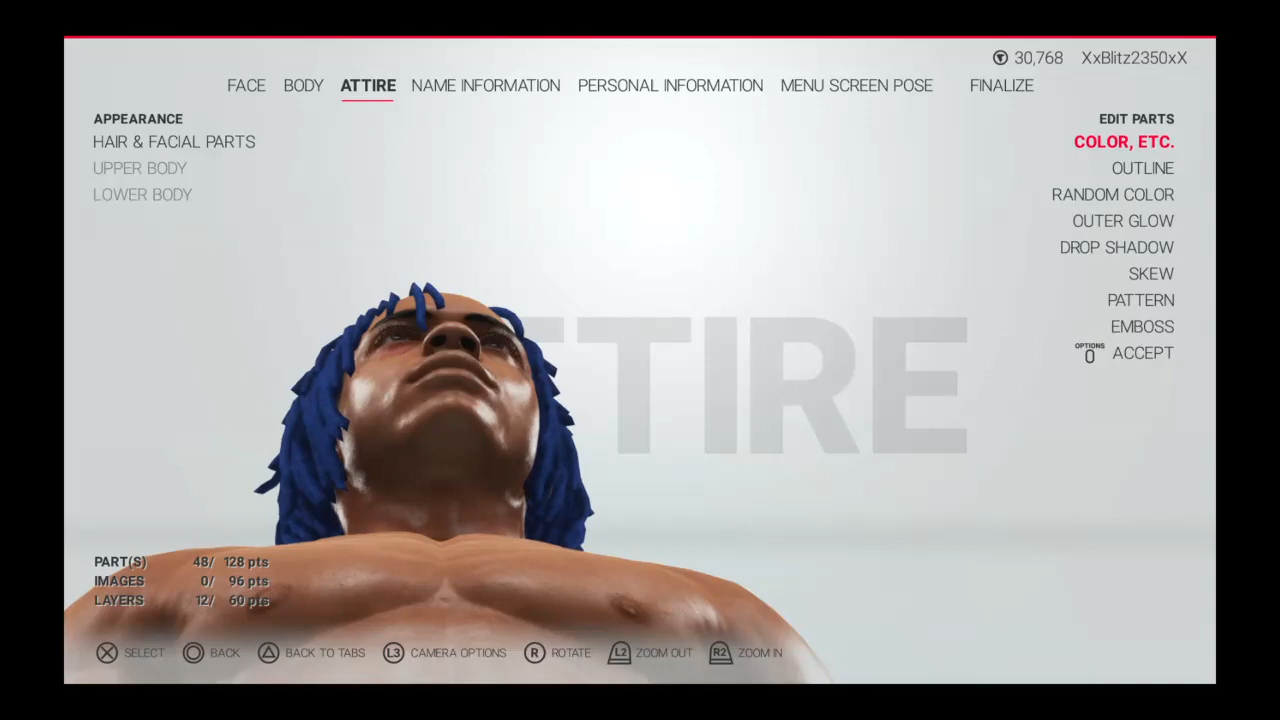 30,768 XxBlitz2350xX
FACE BODY ATTIRE NAME INFORMATION PERSONAL INFORMATION MENU SCREEN POSE FINALIZE
APPEARANCE
HAIR & FACIAL PARTS
UPPER BODY
LOWER BODY
EDIT PARTS
COLOR, ETC.
OUTLINE
RANDOM COLOR
OUTER GLOW
DROP SHADOW
SKEW
PATTERN
EMBOSS
OPTIONS
ACCEPT
ATTIRE
PART(S) 48/ 128 pts
IMAGES 0/ 96 pts
LAYERS 12/ 60 pts
SELECT BACK BACK TO TABS L3 CAMERA OPTIONS R ROTATE L2 ZOOM OUT R2 ZOOM IN